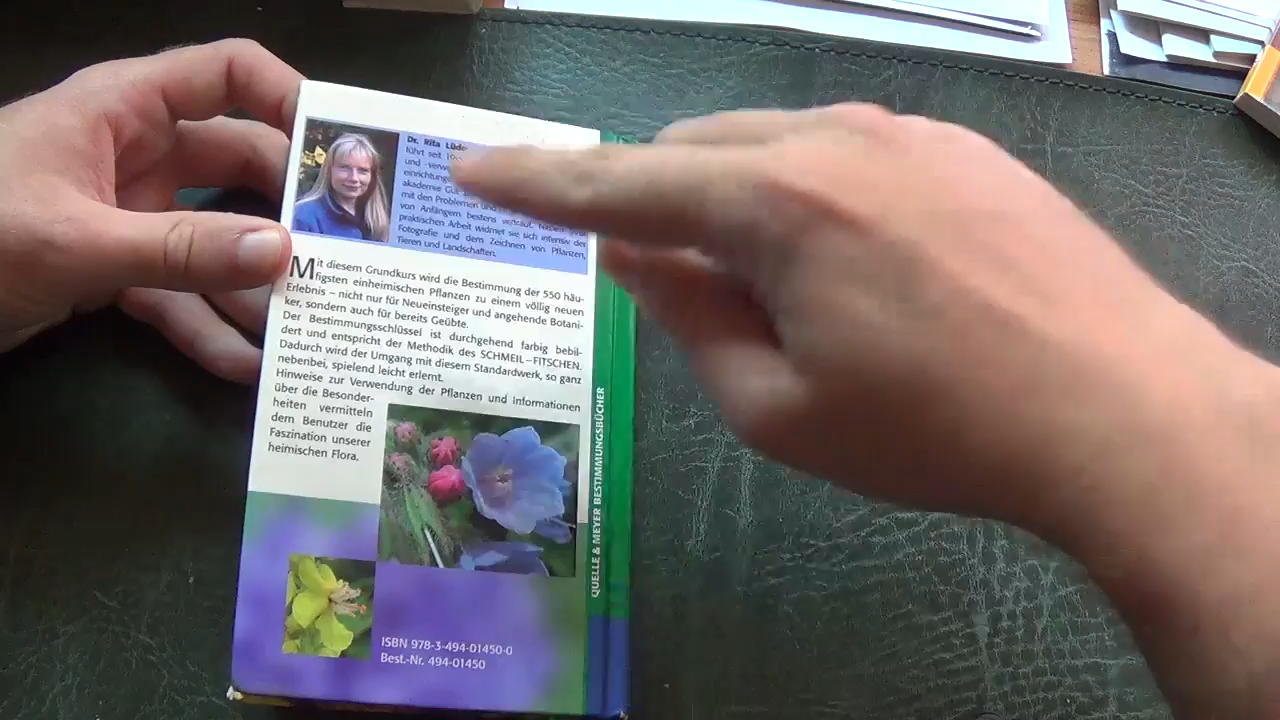 Dr. Rita Lüde
führt seit
und -verw
einrichtung
akademie Gut
mit den Problemen und
von Anfängern bestens vertraut. Neben
praktischen Arbeit widmet sie sich intensiv der
Fotografie und dem Zeichnen von Pflanzen,
Tieren und Landschaften.
Mit diesem Grundkurs wird die Bestimmung der 550 häu-
figsten einheimischen Pflanzen zu einem völlig neuen
Erlebnis – nicht nur für Neueinsteiger und angehende Botani-
ker, sondern auch für bereits Geübte.
Der Bestimmungsschlüssel ist durchgehend farbig bebil-
dert und entspricht der Methodik des SCHMEIL–FITSCHEN.
Dadurch wird der Umgang mit diesem Standardwerk, so ganz
nebenbei, spielend leicht erlernt.
Hinweise zur Verwendung der Pflanzen und Informationen
über die Besonder-
heiten vermitteln
dem Benutzer die
Faszination unserer
heimischen Flora.
ISBN 978-3-494-01450-0
Best.-Nr. 494-01450
QUELLE & MEYER BESTIMMUNGSBÜCHER